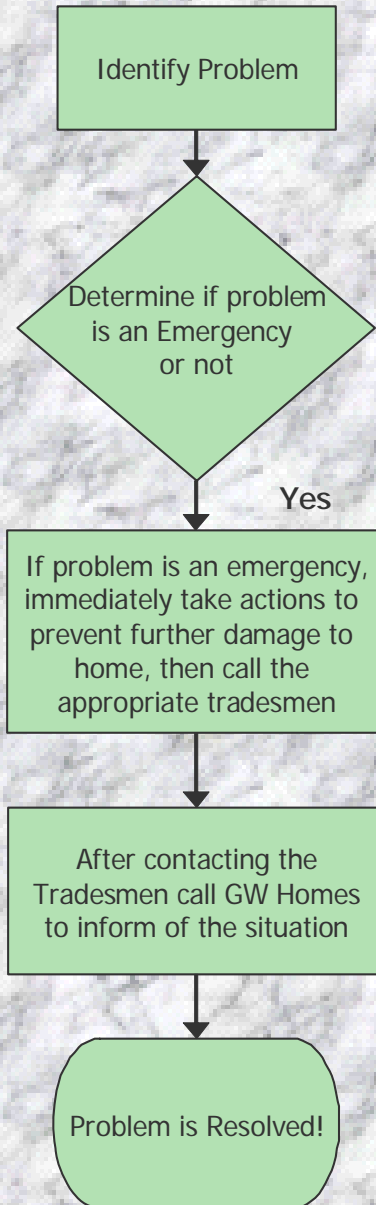 Identify Problem
Determine if problem
is an Emergency
or not
Yes
If problem is an emergency,
immediately take actions to
prevent further damage to
home, then call the
appropriate tradesmen
After contacting the
Tradesmen call GW Homes
to inform of the situation
Problem is Resolved!